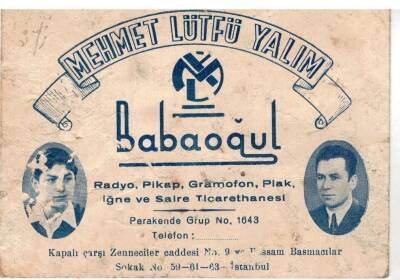 MEHMET LÜTFÜ YALIM
MLY
Babaoğul
Radyo, Pikap, Gramofon, Plak,
İğne ve Saire Ticarethanesi
Perakende Grup No. 1643
Telefon:
Kapalı çarşı Zenneciler caddesi No. 9 ve Basmacılar
Sokak No. 59-61-63 İstanbul